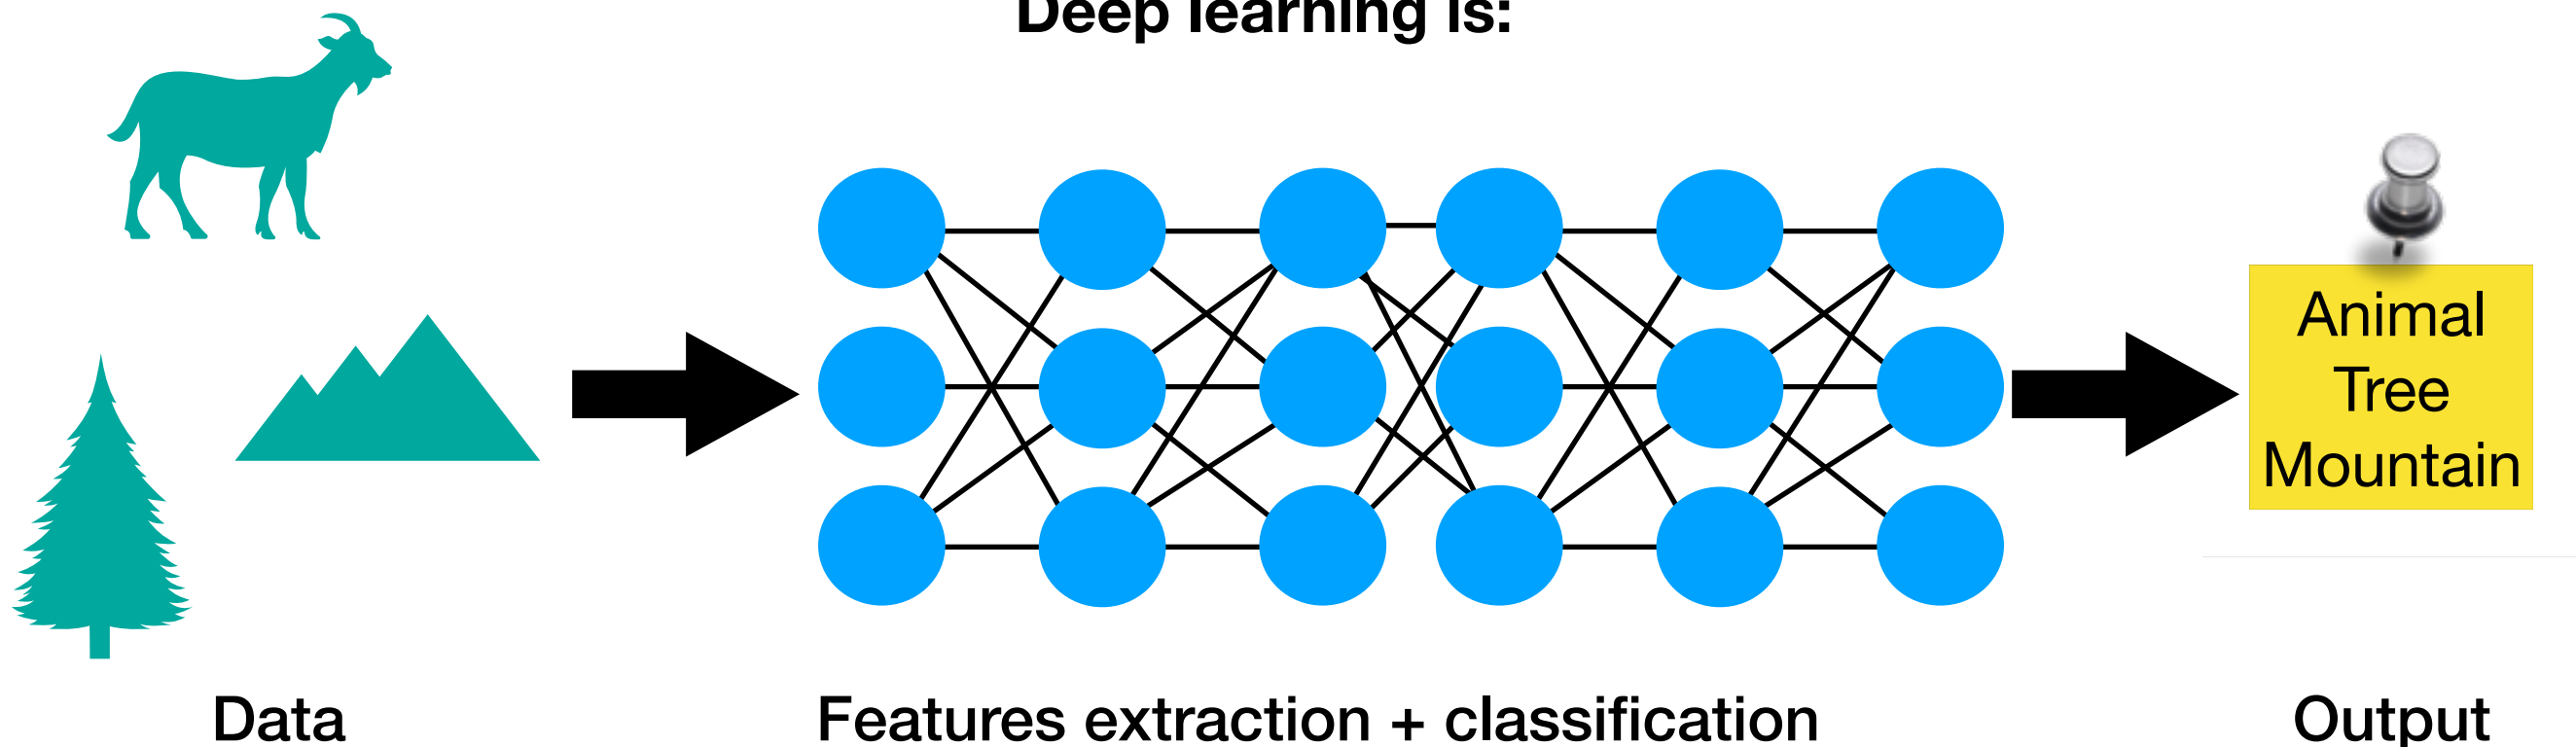 Deep learning is:
Animal
Tree
Mountain
Data
Features extraction + classification
Output